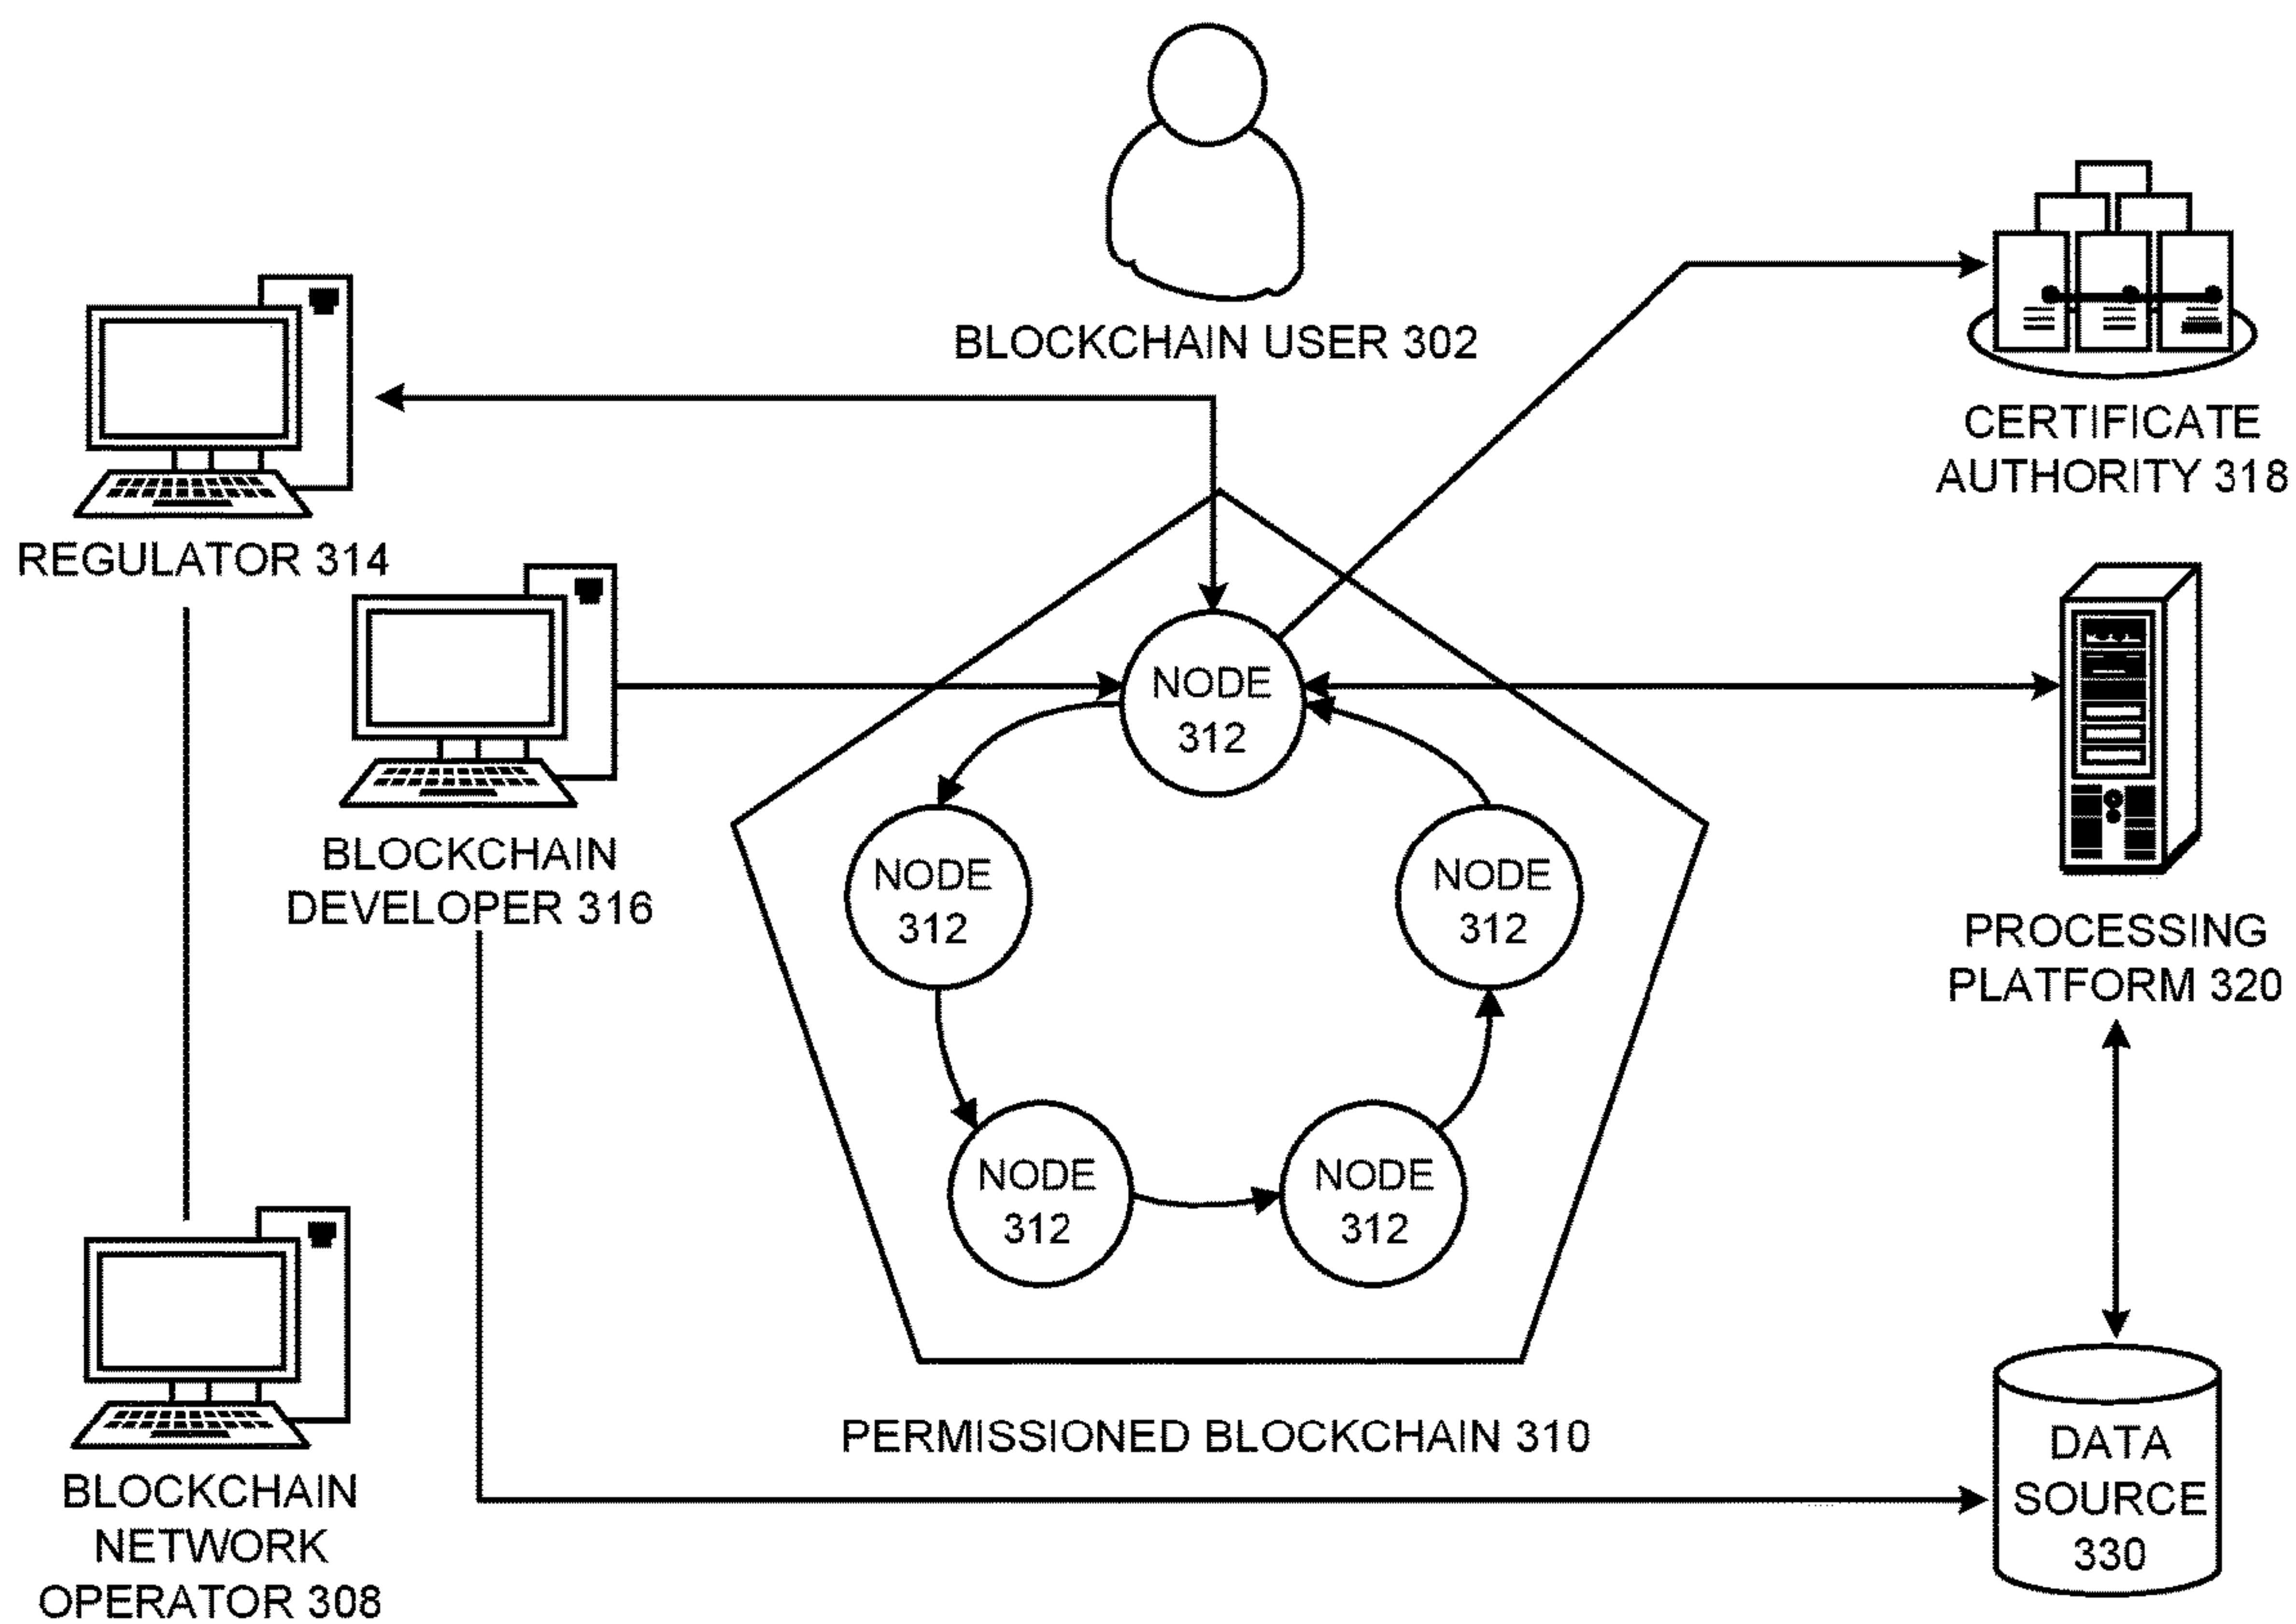 BLOCKCHAIN USER 302
CERTIFICATE
AUTHORITY 318
REGULATOR 314
NODE
312
BLOCKCHAIN
DEVELOPER 316
NODE
312
NODE
312
PROCESSING
PLATFORM 320
NODE
312
NODE
312
PERMISSIONED BLOCKCHAIN 310
BLOCKCHAIN
NETWORK
OPERATOR 308
DATA
SOURCE
330